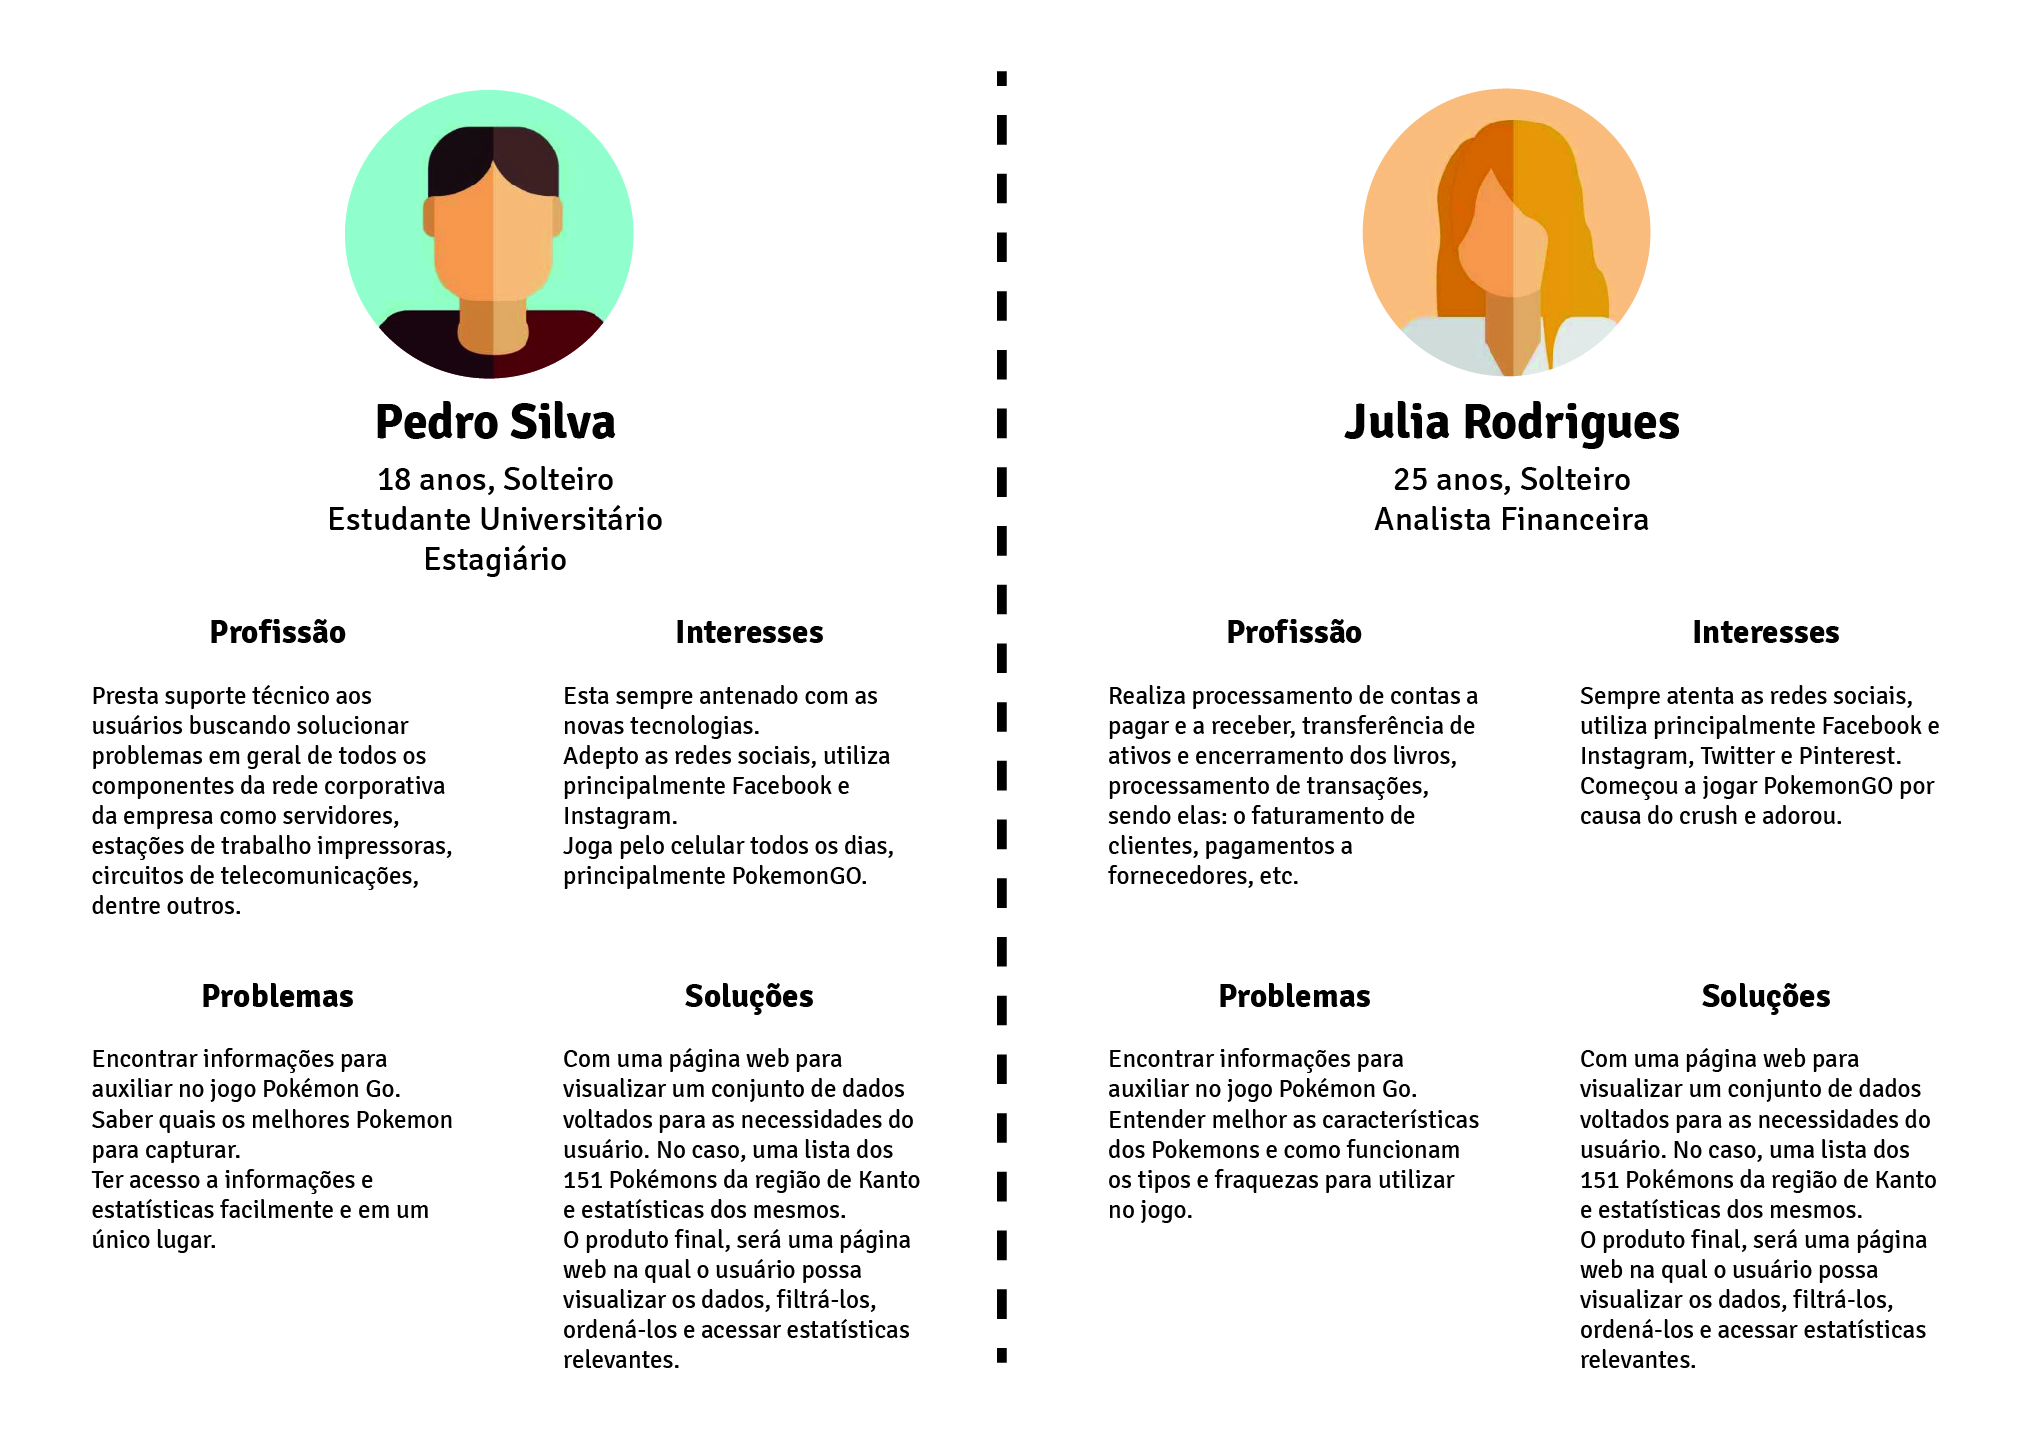 Pedro Silva
18 anos, Solteiro
Estudante Universitário
Estagiário
Profissão
Presta suporte técnico aos
usuários buscando solucionar
problemas em geral de todos os
componentes da rede corporativa
da empresa como servidores,
estações de trabalho impressoras,
circuitos de telecomunicações,
dentre outros.
Interesses
Esta sempre antenado com as
novas tecnologias.
Adepto as redes sociais, utiliza
principalmente Facebook e
Instagram.
Joga pelo celular todos os dias,
principalmente PokemonGO.
Problemas
Encontrar informações para
auxiliar no jogo Pokémon Go.
Saber quais os melhores Pokemon
para capturar.
Ter acesso a informações e
estatísticas facilmente e em um
único lugar.
Soluções
Com uma página web para
visualizar um conjunto de dados
voltados para as necessidades do
usuário. No caso, uma lista dos
151 Pokémons da região de Kanto
e estatísticas dos mesmos.
O produto final, será uma página
web na qual o usuário possa
visualizar os dados, filtrá-los,
ordená-los e acessar estatísticas
relevantes.
Julia Rodrigues
25 anos, Solteiro
Analista Financeira
Profissão
Realiza processamento de contas a
pagar e a receber, transferência de
ativos e encerramento dos livros,
processamento de transações,
sendo elas: o faturamento de
clientes, pagamentos a
fornecedores, etc.
Interesses
Sempre atenta as redes sociais,
utiliza principalmente Facebook e
Instagram, Twitter e Pinterest.
Começou a jogar PokemonGO por
causa do crush e adorou.
Problemas
Encontrar informações para
auxiliar no jogo Pokémon Go.
Entender melhor as características
dos Pokemons e como funcionam
os tipos e fraquezas para utilizar
no jogo.
Soluções
Com uma página web para
visualizar um conjunto de dados
voltados para as necessidades do
usuário. No caso, uma lista dos
151 Pokémons da região de Kanto
e estatísticas dos mesmos.
O produto final, será uma página
web na qual o usuário possa
visualizar os dados, filtrá-los,
ordená-los e acessar estatísticas
relevantes.